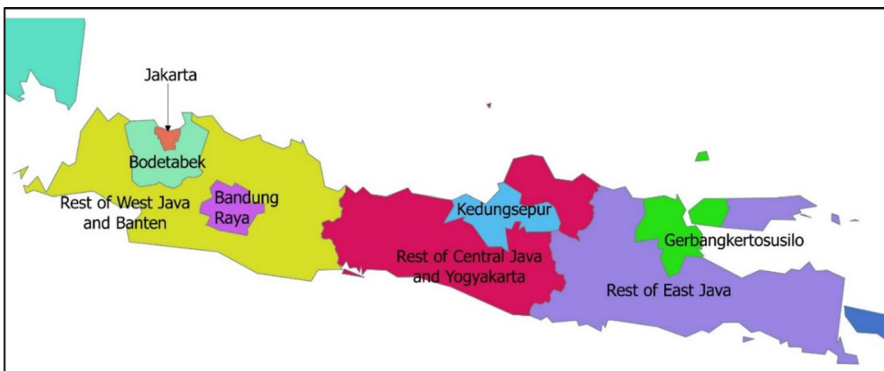 Jakarta
Bodetabek
Rest of West Java
and Banten
Bandung
Raya
Kedungsepur
Rest of Central Java
and Yogyakarta
Gerbangkertosusilo
Rest of East Java